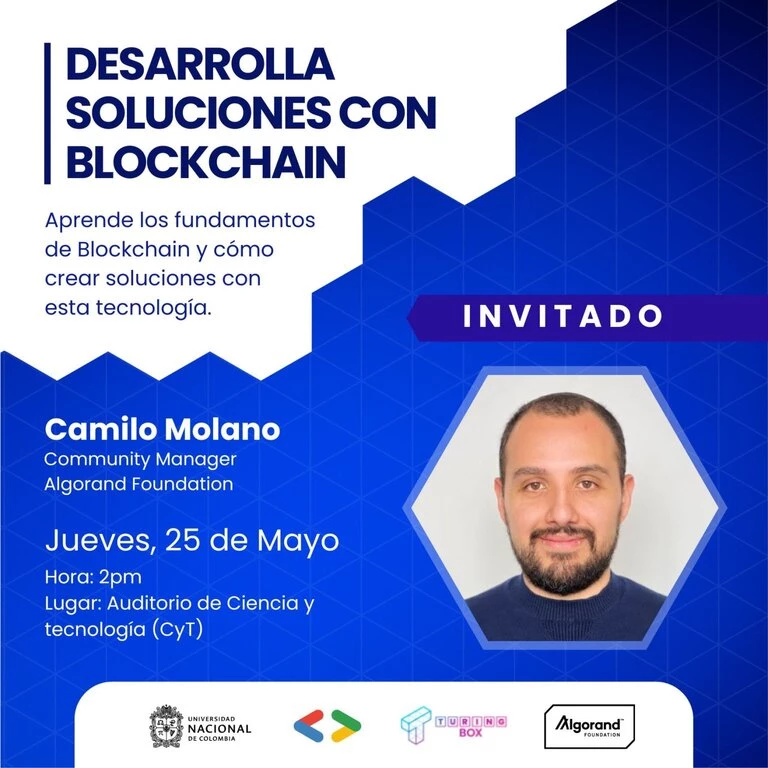 DESARROLLA
SOLUCIONES CON
BLOCKCHAIN
Aprende los fundamentos
de Blockchain y cómo
crear soluciones con
esta tecnología.
INVITADO
Camilo Molano
Community Manager
Algorand Foundation
Jueves, 25 de Mayo
Hora: 2pm
Lugar: Auditorio de Ciencia y
tecnología (CyT)
UNIVERSIDAD
NACIONAL
DE COLOMBIA
TURING
BOX
Algorand™
FOUNDATION